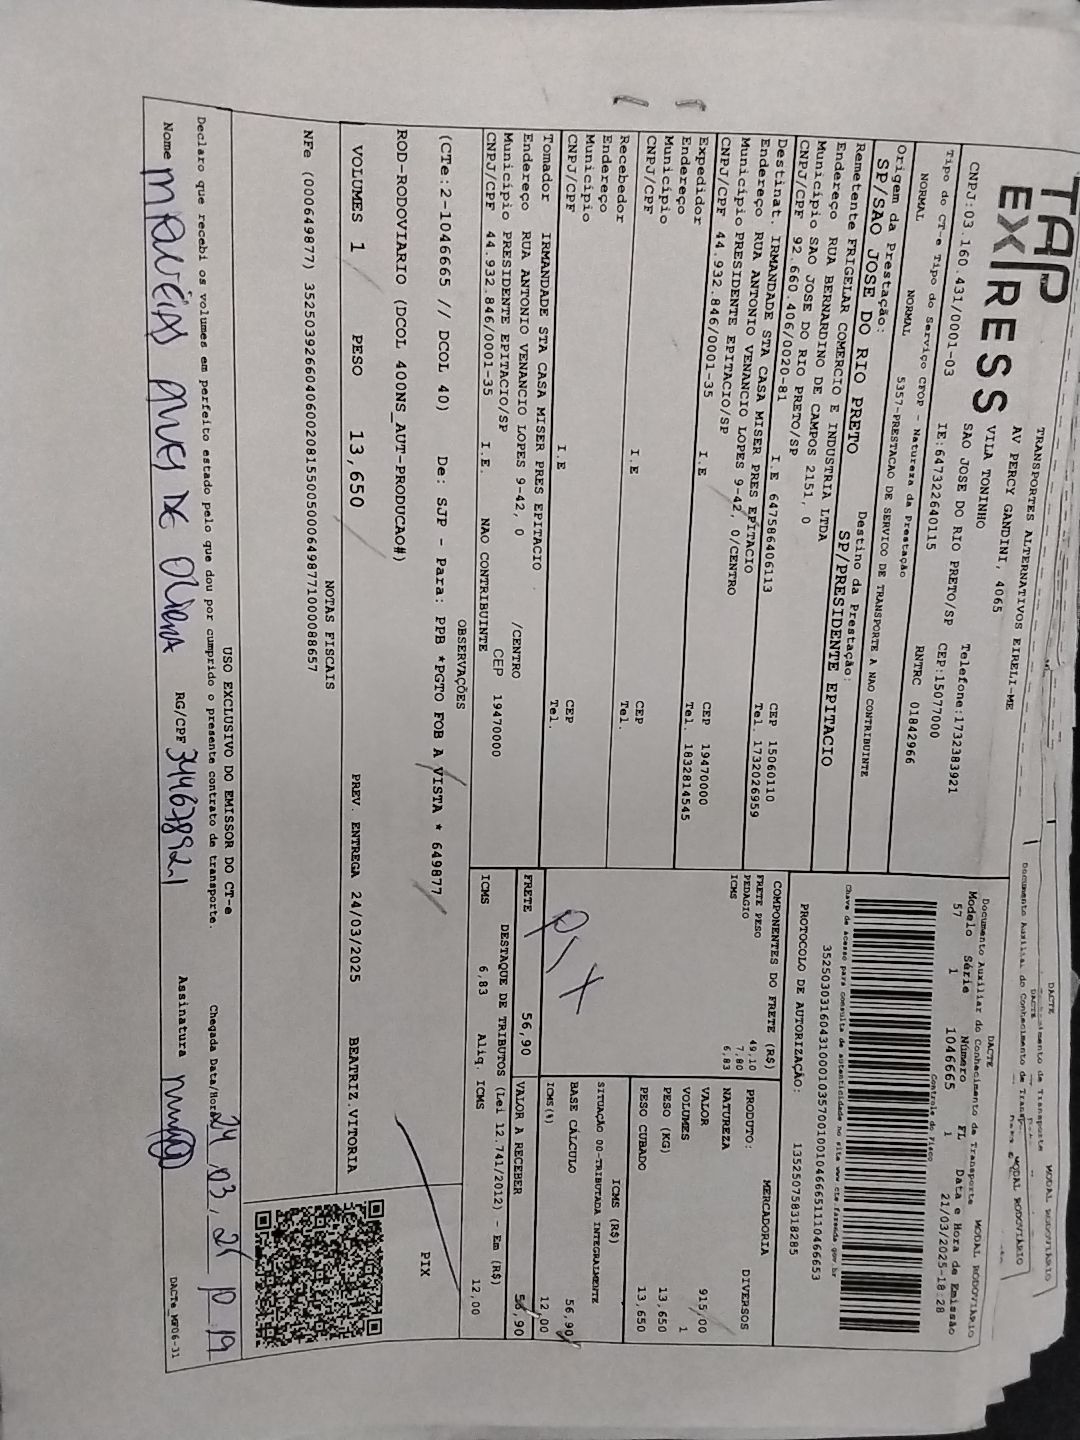 TAP
EXPRESS
TRANSPORTES ALTERNATIVOS EIRELI-ME
AV PERCY GANDINI, 4065
VILA TONINHO
SAO JOSE DO RIO PRETO/SP CEP:15077000
CNPJ:03.160.431/0001-03 IE:647322640115 Telefone:1732383921
Tipo do CT-e Tipo do Serviço CFOP - Natureza da Prestação RNTRC 01842966
NORMAL NORMAL 5357-PRESTACAO DE SERVICO DE TRANSPORTE A NAO CONTRIBUINTE
Origem da Prestação: Destino da Prestação:
SP/SAO JOSE DO RIO PRETO SP/PRESIDENTE EPITACIO
Remetente FRIGELAR COMERCIO E INDUSTRIA LTDA
Endereço RUA BERNARDINO DE CAMPOS 2151, 0
Município SAO JOSE DO RIO PRETO/SP CEP 15060110
CNPJ/CPF 92.660.406/0020-81 I.E 647586406113 Tel. 1732026959
Destinat. IRMANDADE STA CASA MISER PRES EPITACIO
Endereço RUA ANTONIO VENANCIO LOPES 9-42, 0/CENTRO
Município PRESIDENTE EPITACIO/SP CEP 19470000
CNPJ/CPF 44.932.846/0001-35 I.E Tel. 1832814545
Expedidor
Endereço
Município CEP
CNPJ/CPF I.E Tel.
Recebedor
Endereço
Município CEP
CNPJ/CPF I.E Tel.
Tomador IRMANDADE STA CASA MISER PRES EPITACIO
Endereço RUA ANTONIO VENANCIO LOPES 9-42, 0 /CENTRO
Município PRESIDENTE EPITACIO/SP CEP 19470000
CNPJ/CPF 44.932.846/0001-35 I.E. NAO CONTRIBUINTE
DACTE
Documento Auxiliar do Conhecimento de Transporte MODAL RODOVIÁRIO
Modelo Série Número FL Data e Hora de Emissão
57 1 1046665 1 21/03/2025-18:28
Controle do Fisco
Chave de acesso para consulta de autenticidade no site www.cte.fazenda.gov.br
35250303160431000103570010010466651110466653
PROTOCOLO DE AUTORIZAÇÃO: 135250758318285
COMPONENTES DO FRETE (R$)
FRETE PESO 49,10
PEDAGIO 7,80
ICMS 6,83
PIX
FRETE 56,90
MERCADORIA
PRODUTO: DIVERSOS
NATUREZA
VALOR 915,00
VOLUMES 1
PESO (KG) 13,650
PESO CUBADO 13,650
ICMS (R$)
SITUAÇÃO 00-TRIBUTADA INTEGRALMENTE
BASE CÁLCULO 56,90
ICMS(%) 12,00
VALOR A RECEBER 56,90
DESTAQUE DE TRIBUTOS (Lei 12.741/2012) - Em (R$)
ICMS 6,83 Aliq. ICMS 12,00
OBSERVAÇÕES
(CTe:2-1046665 // DCOL 40) De: SJP - Para: PPB *PGTO FOB A VISTA * 649877
ROD-RODOVIARIO (DCOL 400NS_AUT-PRODUCAO#)
PIX
VOLUMES 1 PESO 13,650 PREV. ENTREGA 24/03/2025 BEATRIZ.VITORIA
NOTAS FISCAIS
NFe (000649877) 35250392660406002081550050006498771000088657
USO EXCLUSIVO DO EMISSOR DO CT-e
Declaro que recebi os volumes em perfeito estado pelo que dou por cumprido o presente contrato de transporte. Chegada Data/Hora 24 03, 25 10 19
Nome RG/CPF 344678921 Assinatura
DACTe_MP06-31